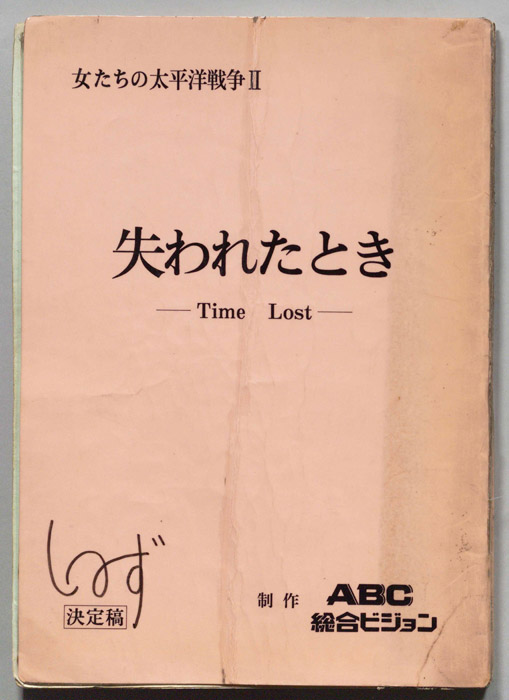 女たちの太平洋戦争Ⅱ
失われたとき
— Time Lost —
しのず
決定稿
制作 ABC
総合ビジョン